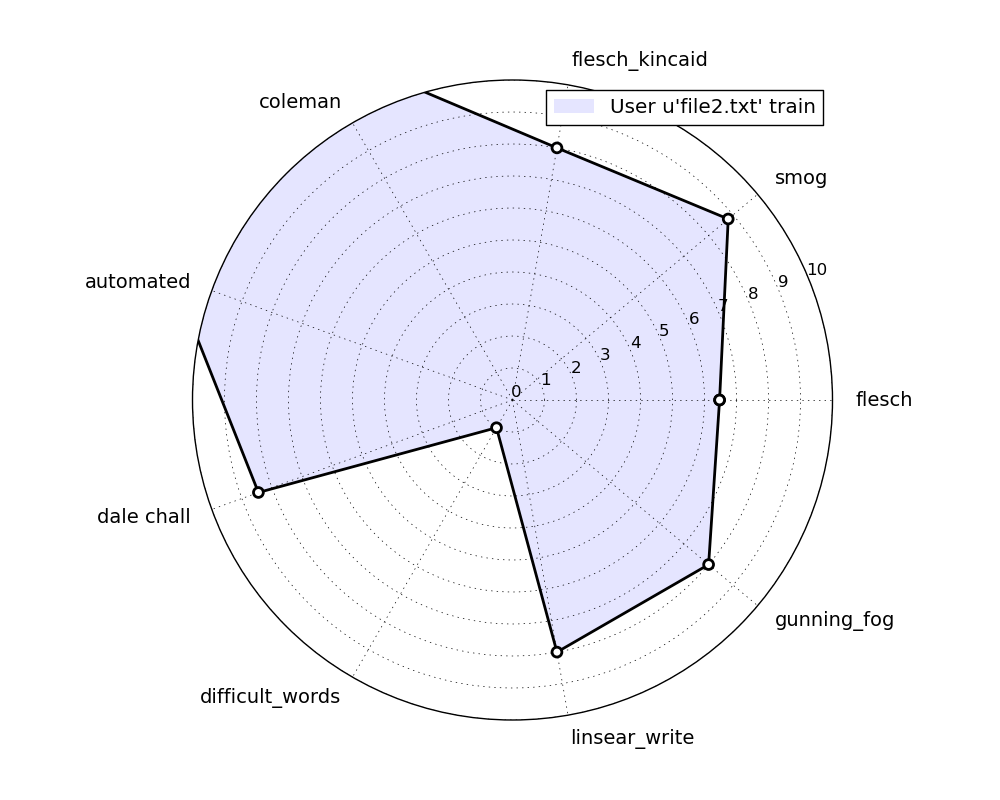 flesch_kincaid
coleman
User u'file2.txt' train
smog
automated
10
9
8
7
6
5
4
3
2
1
0
flesch
dale chall
gunning_fog
difficult_words
linsear_write